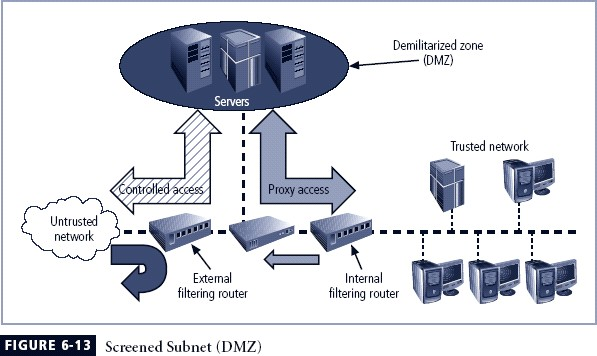 Demilitarized zone
(DMZ)
Servers
Trusted network
Controlled access
Proxy access
Untrusted
network
External
filtering router
Internal
filtering router
FIGURE 6-13 Screened Subnet (DMZ)